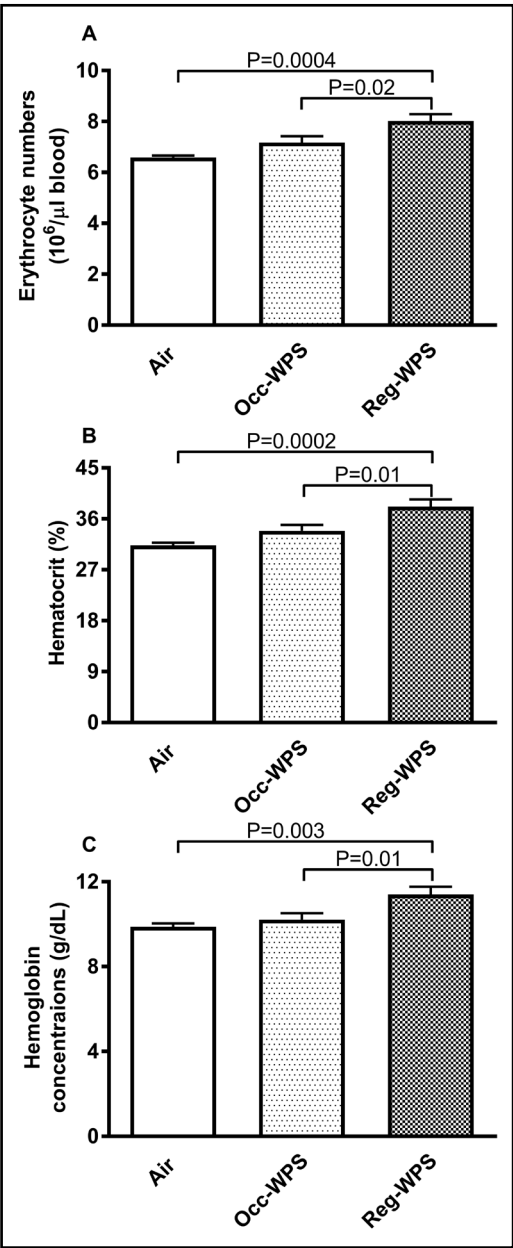 A
P=0.0004
P=0.02
Erythrocyte numbers
(10⁶/μl blood)
10
8
6
4
2
0
Air
Occ-WPS
Reg-WPS
B
P=0.0002
P=0.01
Hematocrit (%)
45
36
27
18
9
0
Air
Occ-WPS
Reg-WPS
C
P=0.003
P=0.01
Hemoglobin
concentraions (g/dL)
12
8
4
0
Air
Occ-WPS
Reg-WPS